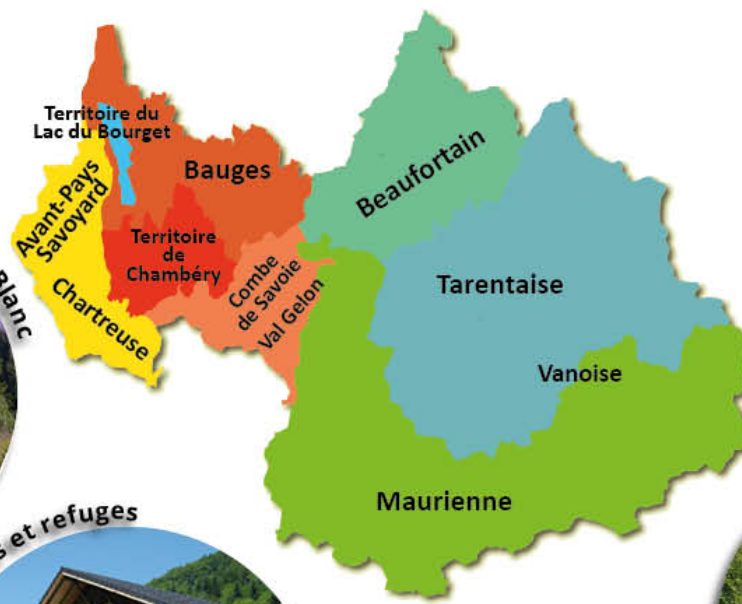 Territoire du
Lac du Bourget
Bauges
Beaufortain
Avant-Pays
Savoyard
Territoire
de
Chambéry
Combe
de Savoie
Val Gelon
Tarentaise
Chartreuse
Vanoise
Maurienne
Blanc
et refuges